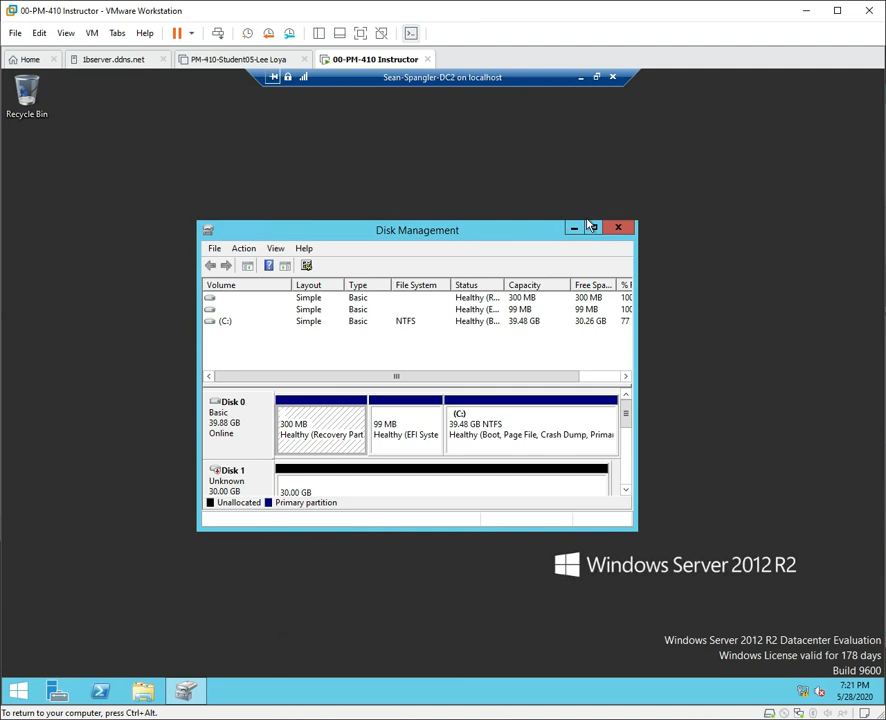 00-PM-410 Instructor - VMware Workstation
File Edit View VM Tabs Help
Home 1bserver.ddns.net PM-410-Student05-Lee Loya 00-PM-410 Instructor
Sean-Spangler-DC2 on localhost
Recycle Bin
Disk Management
File Action View Help
Volume Layout Type File System Status Capacity Free Spa... %
Simple Basic Healthy (R... 300 MB 300 MB 100
Simple Basic Healthy (E... 99 MB 99 MB 100
(C:) Simple Basic NTFS Healthy (B... 39.48 GB 30.26 GB 77
Disk 0
Basic
39.88 GB
Online
300 MB
Healthy (Recovery Part
99 MB
Healthy (EFI Syste
(C:)
39.48 GB NTFS
Healthy (Boot, Page File, Crash Dump, Prima
Disk 1
Unknown
30.00 GB
30.00 GB
Unallocated Primary partition
Windows Server 2012 R2
Windows Server 2012 R2 Datacenter Evaluation
Windows License valid for 178 days
Build 9600
7:21 PM
5/28/2020
To return to your computer, press Ctrl+Alt.